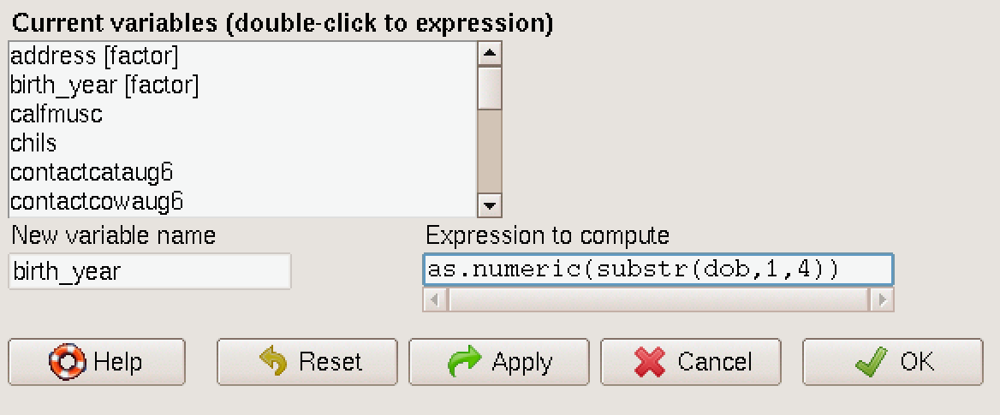 Current variables (double-click to expression)
address [factor]
birth_year [factor]
calfmusc
chils
contactcataug6
contactcowaug6
New variable name
Expression to compute
birth_year
as.numeric(substr(dob,1,4))
Help
Reset
Apply
Cancel
OK